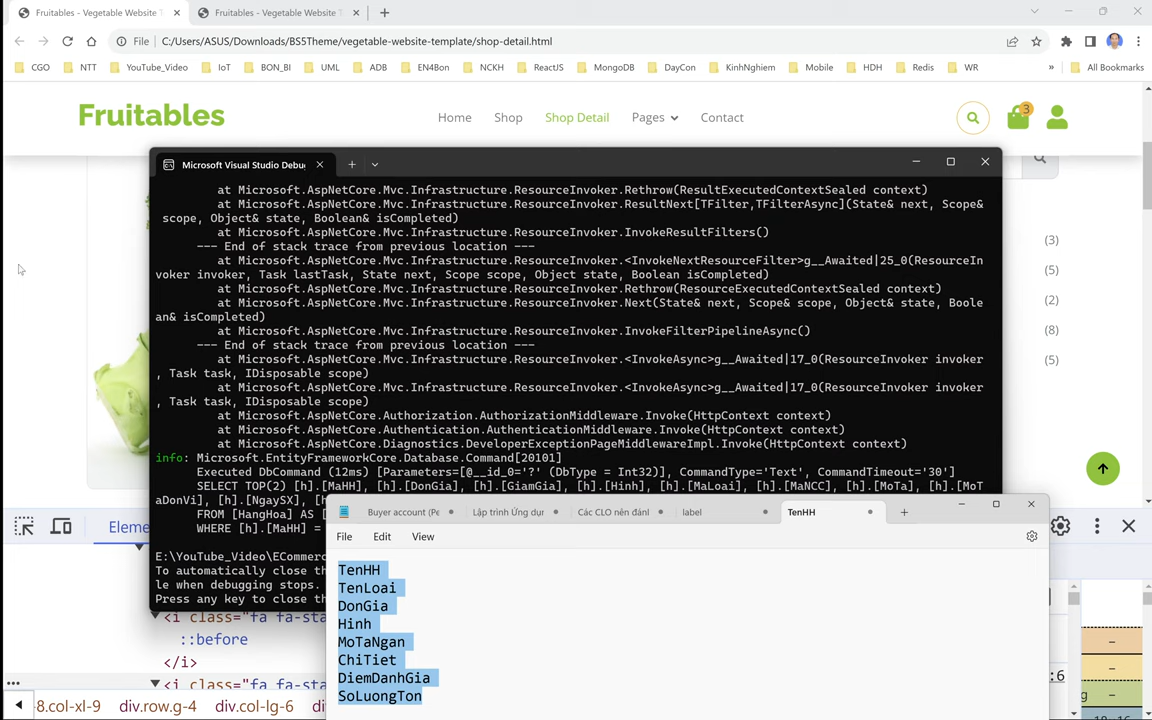 Fruitables - Vegetable Website T
Fruitables - Vegetable Website T
File
C:/Users/ASUS/Downloads/BS5Theme/vegetable-website-template/shop-detail.html
CGO NTT YouTube_Video IoT BON_BI UML ADB EN4Bon NCKH ReactJS MongoDB DayCon KinhNghiem Mobile HDH Redis WR » All Bookmarks
Fruitables Home Shop Shop Detail Pages Contact 3
Microsoft Visual Studio Debu
at Microsoft.AspNetCore.Mvc.Infrastructure.ResourceInvoker.Rethrow(ResultExecutedContextSealed context)
at Microsoft.AspNetCore.Mvc.Infrastructure.ResourceInvoker.ResultNext[TFilter,TFilterAsync](State& next, Scope&
scope, Object& state, Boolean& isCompleted)
at Microsoft.AspNetCore.Mvc.Infrastructure.ResourceInvoker.InvokeResultFilters()
--- End of stack trace from previous location ---
at Microsoft.AspNetCore.Mvc.Infrastructure.ResourceInvoker.<InvokeNextResourceFilter>g__Awaited|25_0(ResourceIn
voker invoker, Task lastTask, State next, Scope scope, Object state, Boolean isCompleted)
at Microsoft.AspNetCore.Mvc.Infrastructure.ResourceInvoker.Rethrow(ResourceExecutedContextSealed context)
at Microsoft.AspNetCore.Mvc.Infrastructure.ResourceInvoker.Next(State& next, Scope& scope, Object& state, Boole
an& isCompleted)
at Microsoft.AspNetCore.Mvc.Infrastructure.ResourceInvoker.InvokeFilterPipelineAsync()
--- End of stack trace from previous location ---
at Microsoft.AspNetCore.Mvc.Infrastructure.ResourceInvoker.<InvokeAsync>g__Awaited|17_0(ResourceInvoker invoker
, Task task, IDisposable scope)
at Microsoft.AspNetCore.Mvc.Infrastructure.ResourceInvoker.<InvokeAsync>g__Awaited|17_0(ResourceInvoker invoker
, Task task, IDisposable scope)
at Microsoft.AspNetCore.Authorization.AuthorizationMiddleware.Invoke(HttpContext context)
at Microsoft.AspNetCore.Authentication.AuthenticationMiddleware.Invoke(HttpContext context)
at Microsoft.AspNetCore.Diagnostics.DeveloperExceptionPageMiddlewareImpl.Invoke(HttpContext context)
info: Microsoft.EntityFrameworkCore.Database.Command[20101]
Executed DbCommand (12ms) [Parameters=[@__id_0='?' (DbType = Int32)], CommandType='Text', CommandTimeout='30']
SELECT TOP(2) [h].[MaHH], [h].[DonGia], [h].[GiamGia], [h].[Hinh], [h].[MaLoai], [h].[MaNCC], [h].[MoTa], [h].[MoT
aDonVi], [h].[NgaySX], [h
FROM [HangHoa] AS [
WHERE [h].[MaHH] =
E:\YouTube_Video\ECommerc
To automatically close th
le when debugging stops.
Press any key to close th
(3)
(5)
(2)
(8)
(5)
Eleme
<i class="fa fa-sta
::before
</i>
<i class="fa fa-sta
-8.col-xl-9 div.row.g-4 div.col-lg-6 di
Buyer account (Pe
Lập trình Ứng dụr
Các CLO nên đánl
label
TenHH
File Edit View
TenHH
TenLoai
DonGia
Hinh
MoTaNgan
ChiTiet
DiemDanhGia
SoLuongTon
:6
g